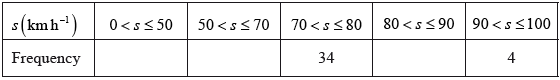 s(km h⁻¹) 0 < s ≤ 50 50 < s ≤ 70 70 < s ≤ 80 80 < s ≤ 90 90 < s ≤ 100
Frequency 34 4